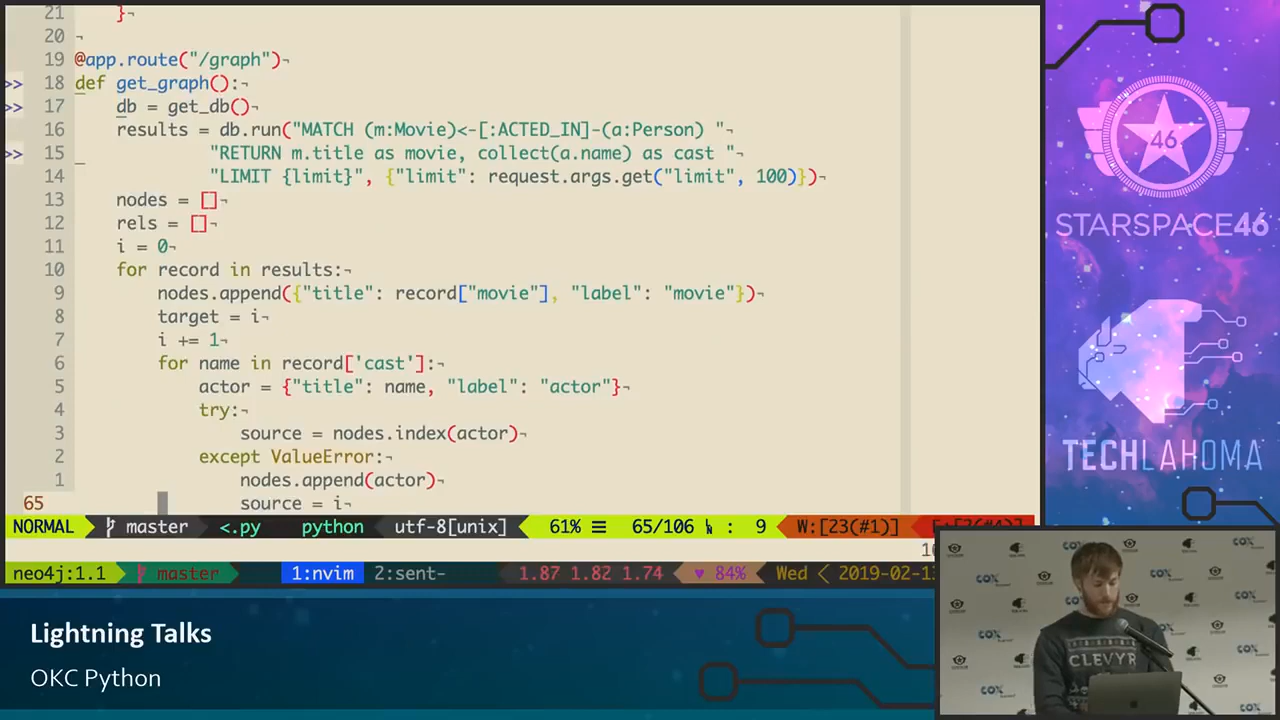 21 }¬
20 ¬
19 @app.route("/graph")¬
>> 18 def get_graph():¬
>> 17 db = get_db()¬
16 results = db.run("MATCH (m:Movie)<-[:ACTED_IN]-(a:Person) "¬
>> 15 "RETURN m.title as movie, collect(a.name) as cast "¬
14 "LIMIT {limit}", {"limit": request.args.get("limit", 100)})¬
13 nodes = []¬
12 rels = []¬
11 i = 0¬
10 for record in results:¬
9 nodes.append({"title": record["movie"], "label": "movie"})¬
8 target = i¬
7 i += 1¬
6 for name in record['cast']:¬
5 actor = {"title": name, "label": "actor"}¬
4 try:¬
3 source = nodes.index(actor)¬
2 except ValueError:¬
1 nodes.append(actor)¬
65 source = i¬
NORMAL master <.py python utf-8[unix] 61% ☰ 65/106 : 9 W:[23(#1)]
neo4j:1.1 master 1:nvim 2:sent- 1.87 1.82 1.74 ♥ 84% Wed < 2019-02-1
Lightning Talks
OKC Python
46
STARSPACE46
TECHLAHOMA
CLEVYR
COX